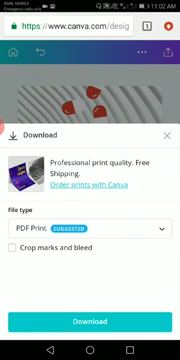 BSNL MOBILE
Emergency calls only
11:02 AM
https://www.canva.com/desig
1
Download
Professional print quality. Free
Shipping.
Order prints with Canva
File type
PDF Print SUGGESTED
Crop marks and bleed
Download